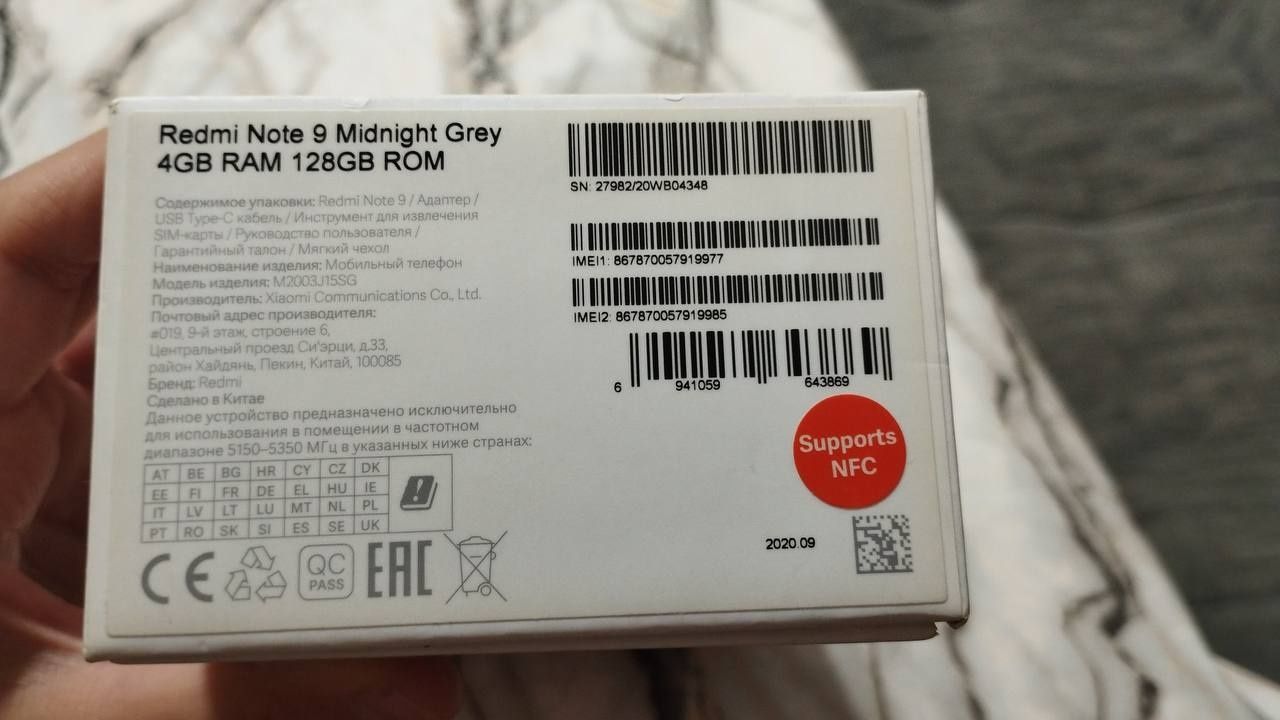 Redmi Note 9 Midnight Grey
4GB RAM 128GB ROM
Содержимое упаковки: Redmi Note 9 / Адаптер /
USB Type-C кабель / Инструмент для извлечения
SIM-карты / Руководство пользователя /
Гарантийный талон / Мягкий чехол
Наименование изделия: Мобильный телефон
Модель изделия: M2003J15SG
Производитель: Xiaomi Communications Co., Ltd.
Почтовый адрес производителя:
#019, 9-й этаж, строение 6,
Центральный проезд Си'эрци, д.33,
район Хайдянь, Пекин, Китай, 100085
Бренд: Redmi
Сделано в Китае
Данное устройство предназначено исключительно
для использования в помещении в частотном
диапазоне 5150–5350 МГц в указанных ниже странах:
AT BE BG HR CY CZ DK
EE FI FR DE EL HU IE
IT LV LT LU MT NL PL
PT RO SK SI ES SE UK
CE
QC
PASS
EAC
SN: 27982/20WB04348
IMEI1: 867870057919977
IMEI2: 867870057919985
6 941059 643869
Supports
NFC
2020.09